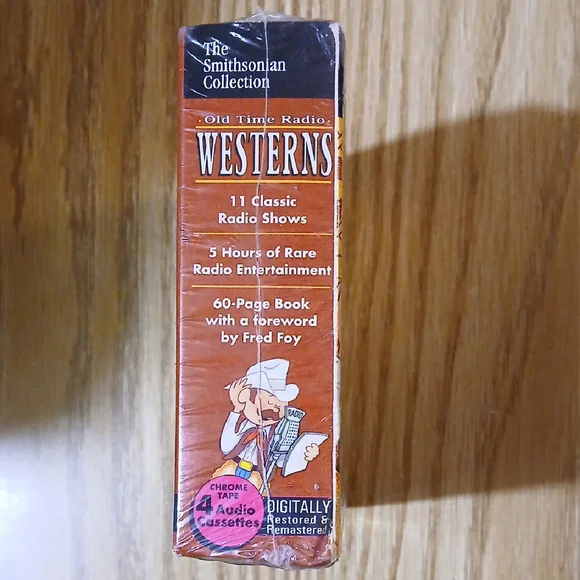 The
Smithsonian
Collection
·Old Time Radio·
WESTERNS
11 Classic
Radio Shows
5 Hours of Rare
Radio Entertainment
60-Page Book
with a foreword
by Fred Foy
RADIO
CHROME
TAPE
4 Audio
Cassettes
DIGITALLY
Restored &
Remastered